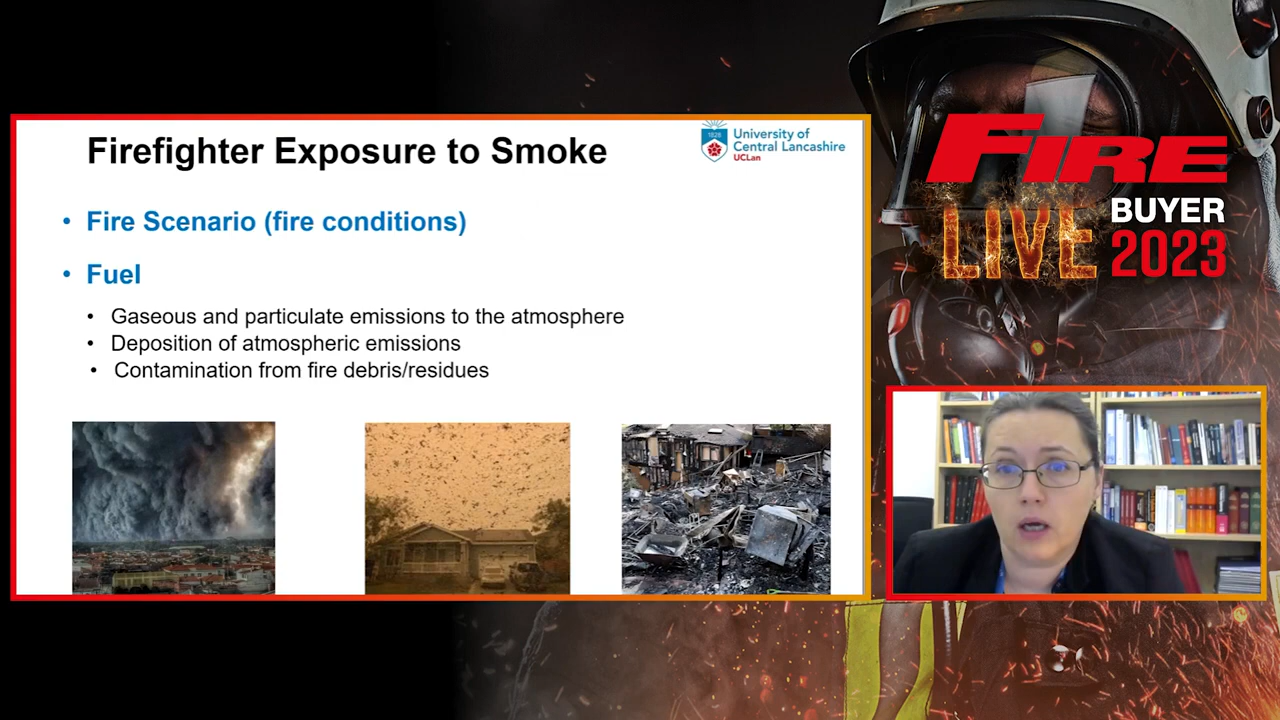 Firefighter Exposure to Smoke
1828
University of
Central Lancashire
UCLan
• Fire Scenario (fire conditions)
• Fuel
• Gaseous and particulate emissions to the atmosphere
• Deposition of atmospheric emissions
• Contamination from fire debris/residues
FIRE
LIVE
BUYER
2023